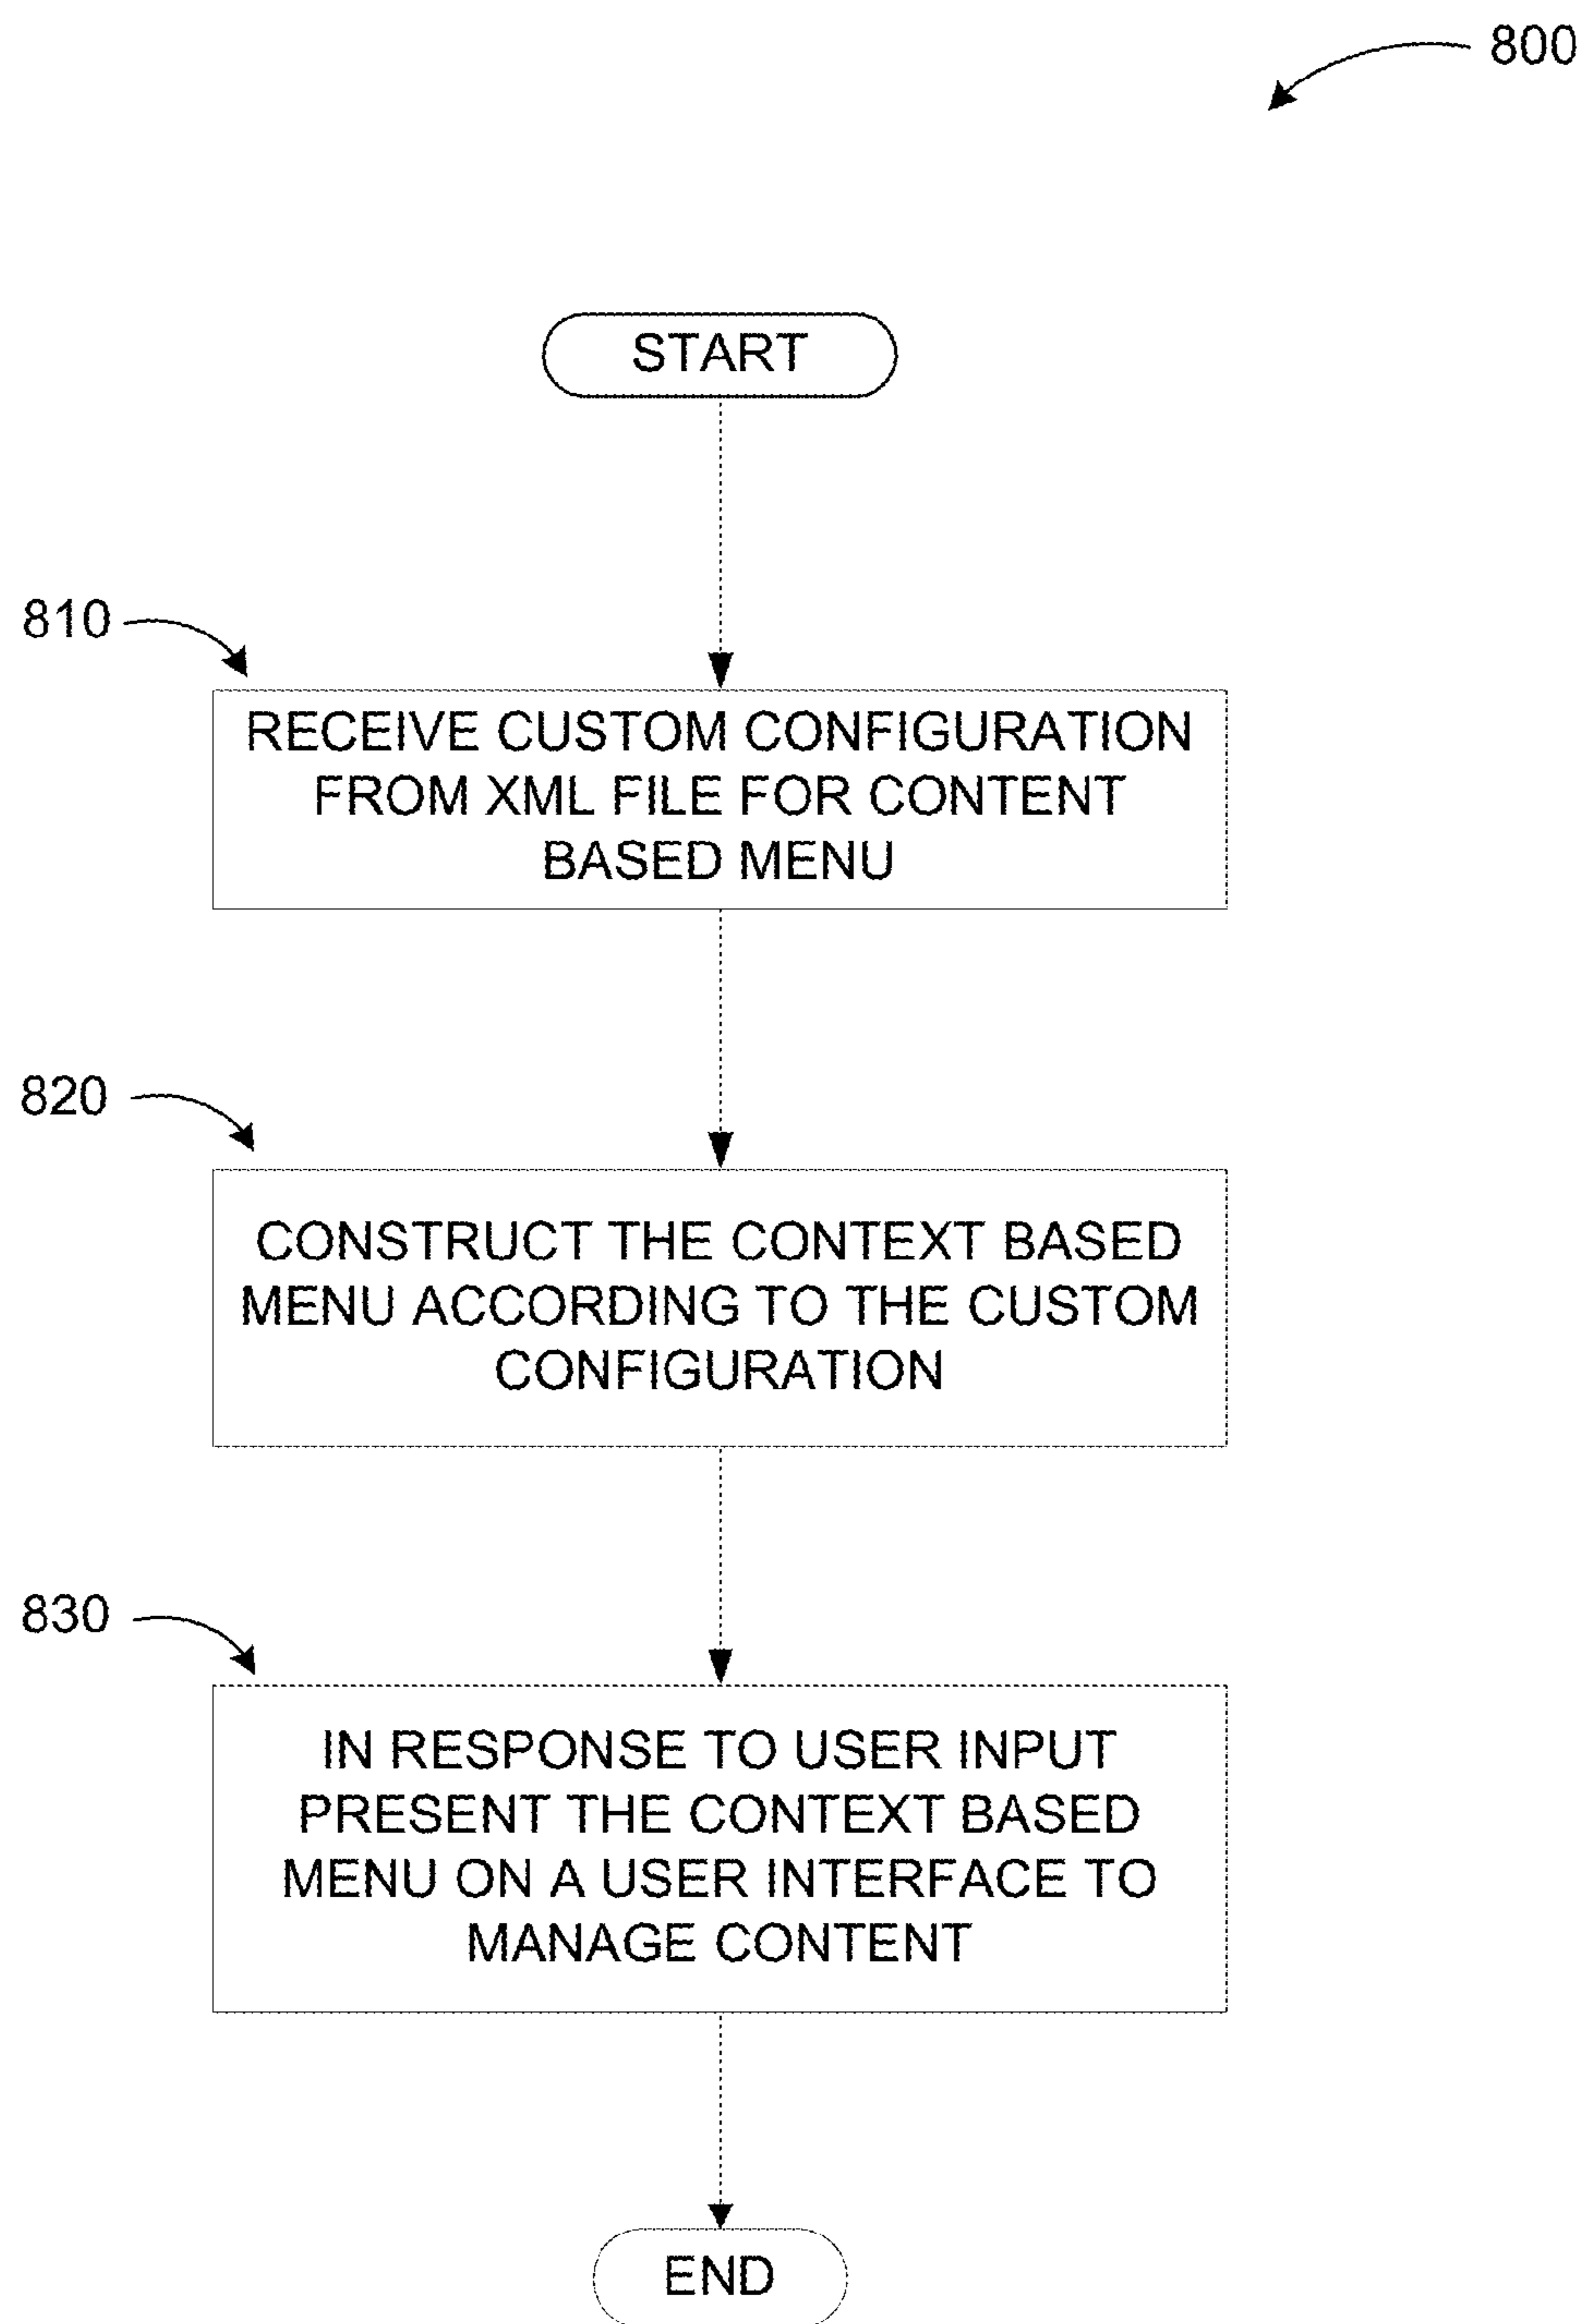 800
START
810
RECEIVE CUSTOM CONFIGURATION
FROM XML FILE FOR CONTENT
BASED MENU
820
CONSTRUCT THE CONTEXT BASED
MENU ACCORDING TO THE CUSTOM
CONFIGURATION
830
IN RESPONSE TO USER INPUT
PRESENT THE CONTEXT BASED
MENU ON A USER INTERFACE TO
MANAGE CONTENT
END